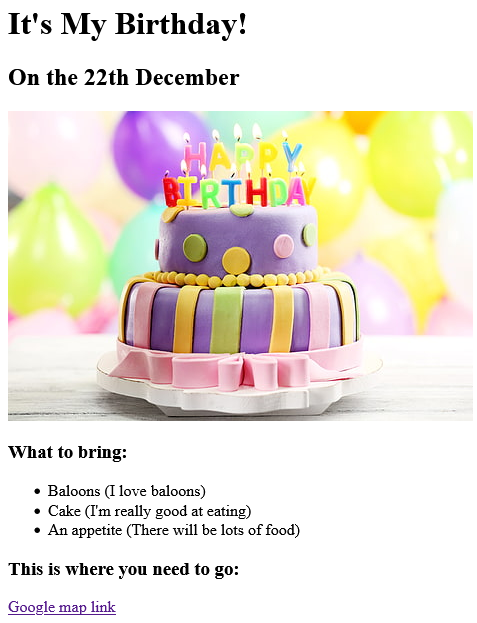 It's My Birthday!
On the 22th December
HAPPY
BIRTHDAY
What to bring:
Baloons (I love baloons)
Cake (I'm really good at eating)
An appetite (There will be lots of food)
This is where you need to go:
Google map link